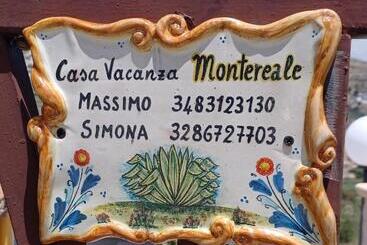 Casa Vacanza Montereale
MASSIMO 3483123130
SIMONA 3286727703